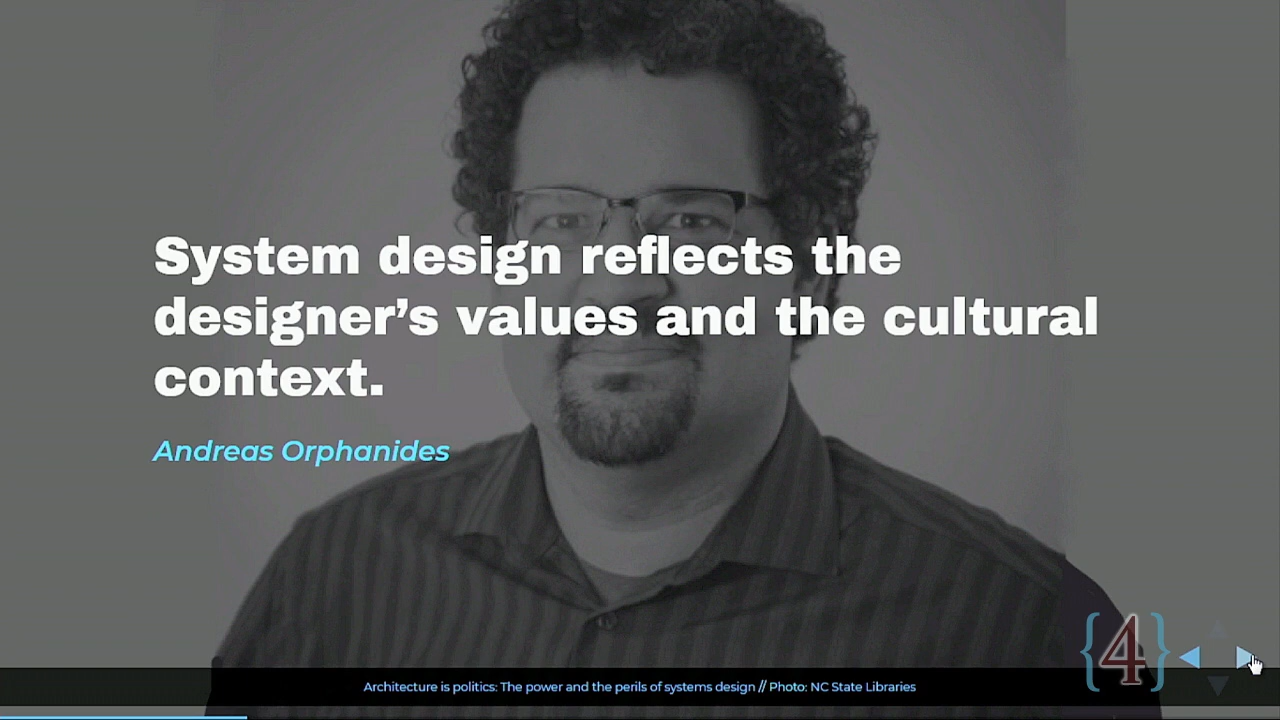 System design reflects the
designer’s values and the cultural
context.
Andreas Orphanides
{4}
Architecture is politics: The power and the perils of systems design // Photo: NC State Libraries